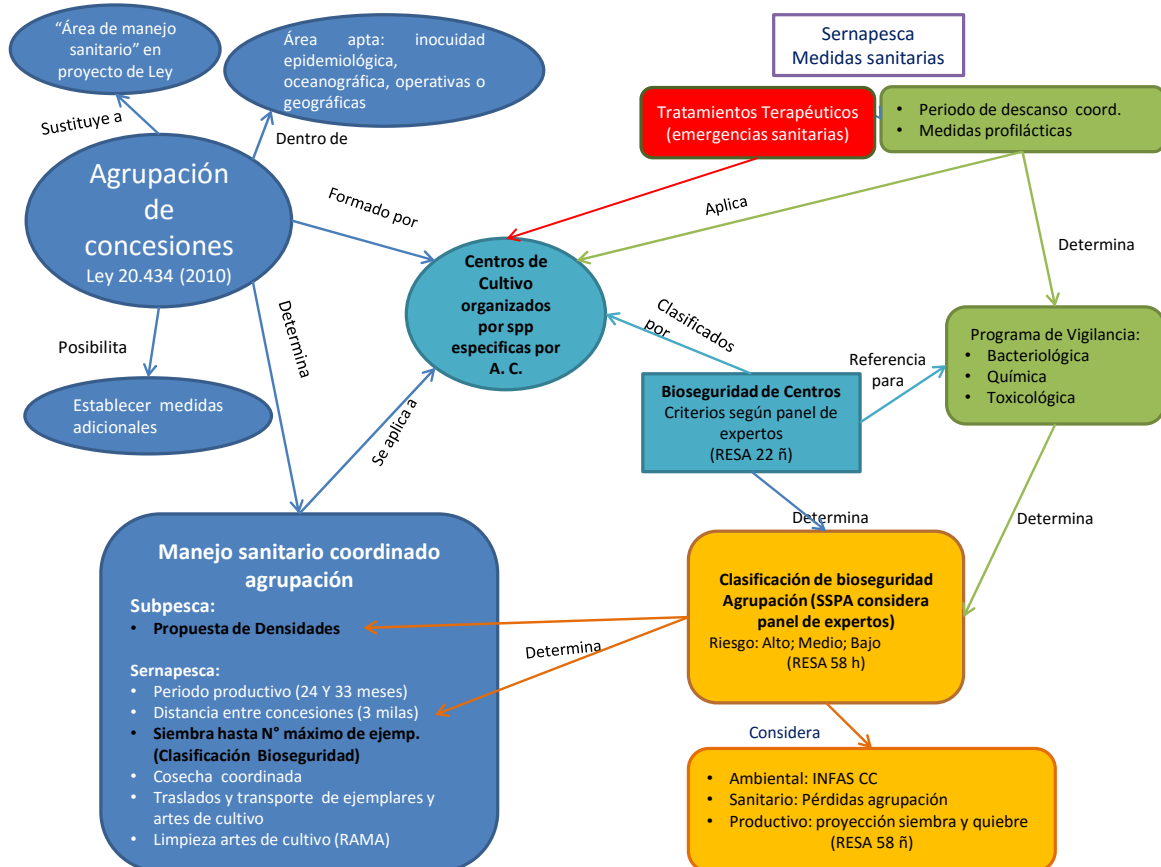 “Área de manejo
sanitario” en
proyecto de Ley
Área apta: inocuidad
epidemiológica,
oceanográfica, operativas o
geográficas
Sernapesca
Medidas sanitarias
Tratamientos Terapéuticos
(emergencias sanitarias)
• Periodo de descanso coord.
• Medidas profilácticas
Sustituye a
Dentro de
Agrupación
de
concesiones
Ley 20.434 (2010)
Formado por
Aplica
Determina
Centros de
Cultivo
organizados
por spp
especificas por
A. C.
Determina
Clasificados
por
Posibilita
Referencia
para
Programa de Vigilancia:
• Bacteriológica
• Química
• Toxicológica
Establecer medidas
adicionales
Se aplica a
Bioseguridad de Centros
Criterios según panel de
expertos
(RESA 22 ñ)
Determina
Determina
Manejo sanitario coordinado
agrupación
Subpesca:
• Propuesta de Densidades
Sernapesca:
• Periodo productivo (24 Y 33 meses)
• Distancia entre concesiones (3 milas)
• Siembra hasta N° máximo de ejemp.
(Clasificación Bioseguridad)
• Cosecha coordinada
• Traslados y transporte de ejemplares y
artes de cultivo
• Limpieza artes de cultivo (RAMA)
Determina
Clasificación de bioseguridad
Agrupación (SSPA considera
panel de expertos)
Riesgo: Alto; Medio; Bajo
(RESA 58 h)
Considera
• Ambiental: INFAS CC
• Sanitario: Pérdidas agrupación
• Productivo: proyección siembra y quiebre
(RESA 58 ñ)